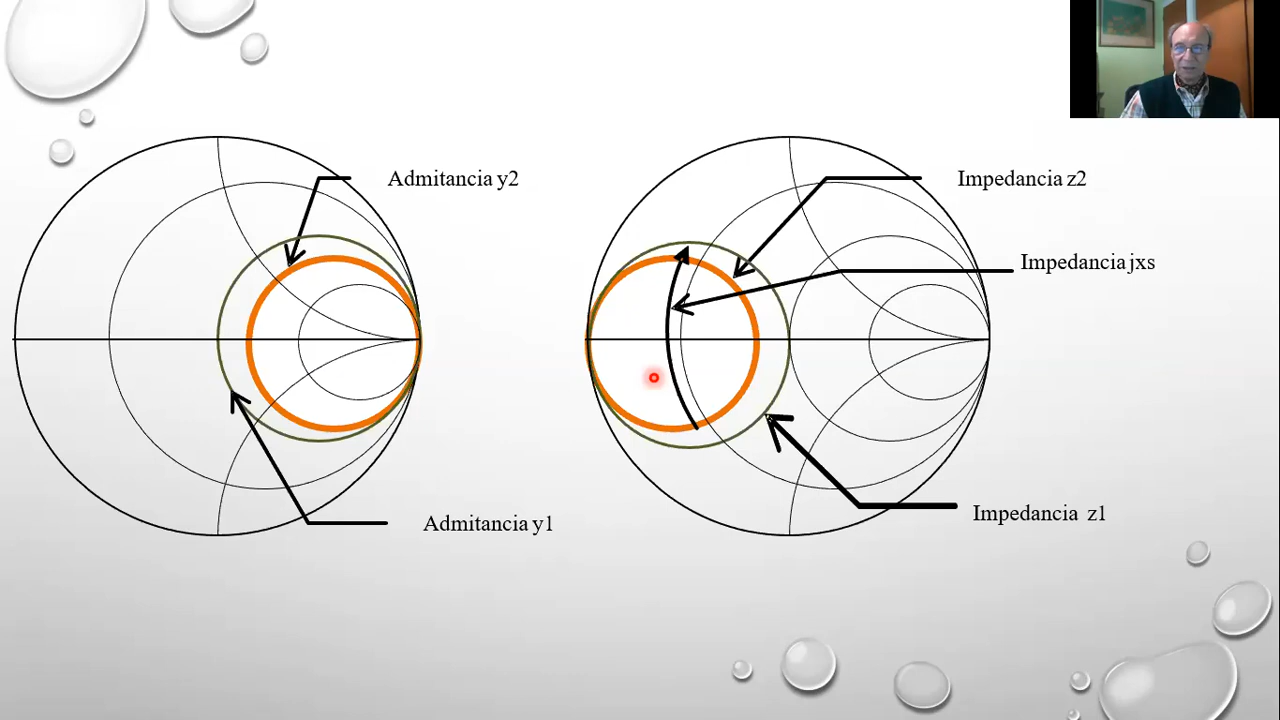 Admitancia y2
Impedancia z2
Impedancia jxs
Impedancia z1
Admitancia y1